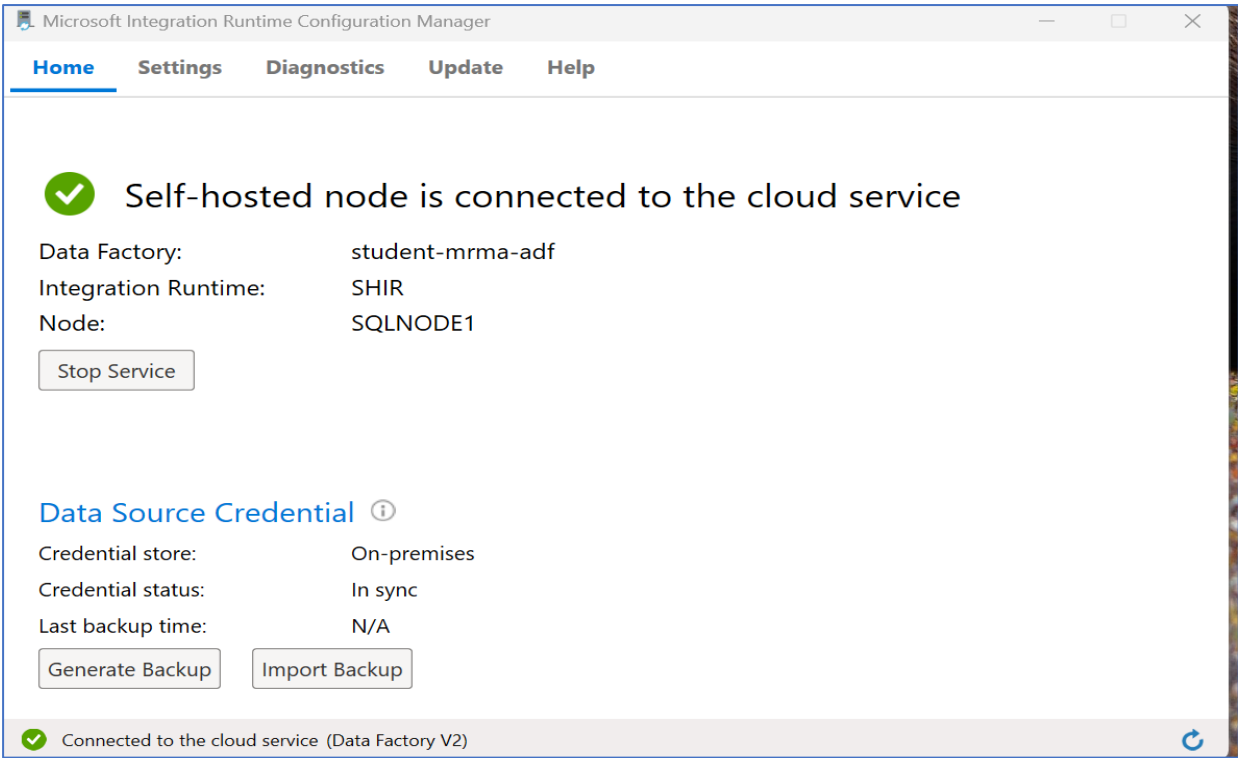 Microsoft Integration Runtime Configuration Manager
Home Settings Diagnostics Update Help
Self-hosted node is connected to the cloud service
Data Factory: student-mrma-adf
Integration Runtime: SHIR
Node: SQLNODE1
Stop Service
Data Source Credential
Credential store: On-premises
Credential status: In sync
Last backup time: N/A
Generate Backup Import Backup
Connected to the cloud service (Data Factory V2)